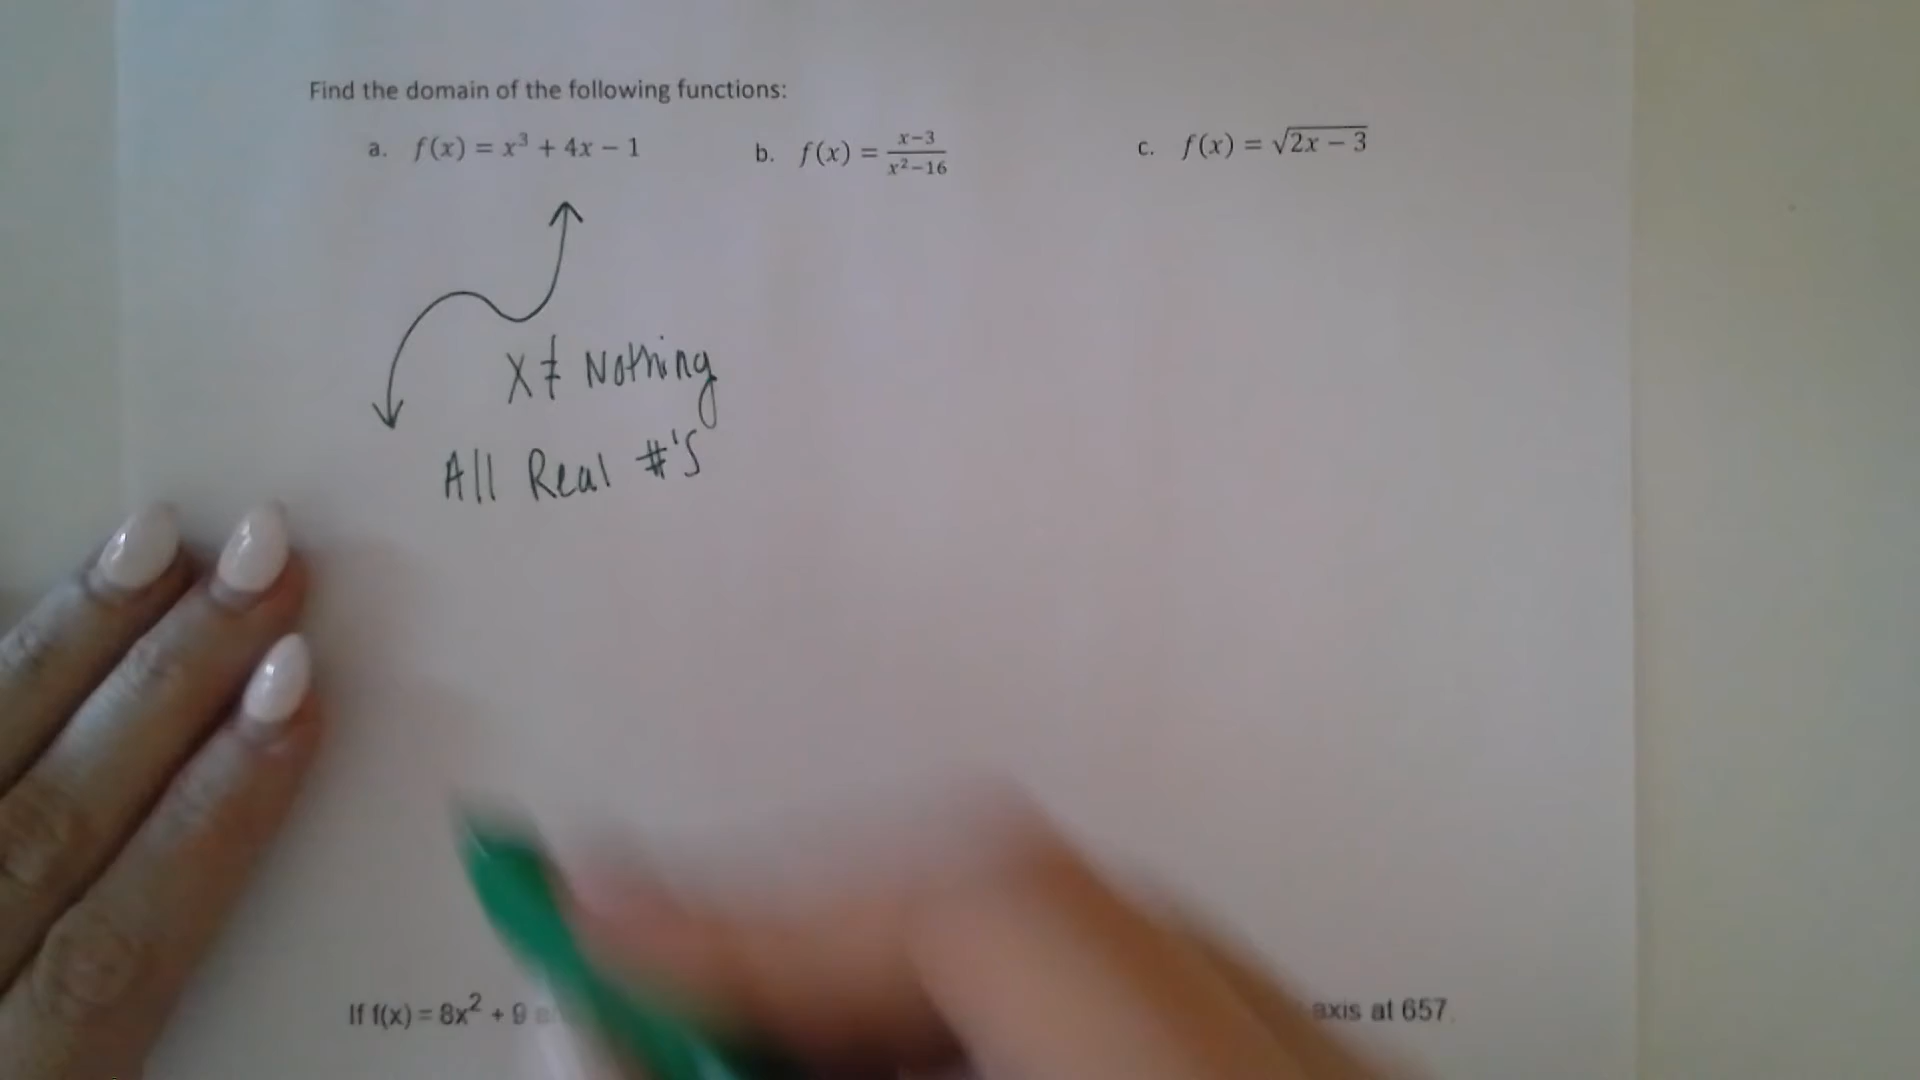 Find the domain of the following functions:
a. f(x) = x³ + 4x − 1 b. f(x) = x−3 / x²−16 c. f(x) = √2x − 3
X ≠ Nothing
All Real #'s
If f(x) = 8x² + 9
axis at 657.